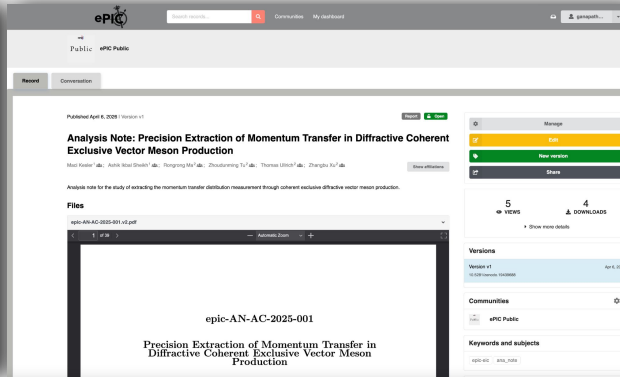 ePIC
Search records...
Communities
My dashboard
ganapath...
Public
ePIC Public
Record
Conversation
Published April 6, 2026 | Version v1
Report
Open
Analysis Note: Precision Extraction of Momentum Transfer in Diffractive Coherent
Exclusive Vector Meson Production
Show affiliations
Analysis note for the study of extracting the momentum transfer distribution measurement through coherent exclusive diffractive vector meson production.
Files
epic-AN-AC-2025-001.v2.pdf
1 of 39
Automatic Zoom
epic-AN-AC-2025-001
Precision Extraction of Momentum Transfer in
Diffractive Coherent Exclusive Vector Meson
Production
Manage
Edit
New version
Share
5
VIEWS
4
DOWNLOADS
Show more details
Versions
Version v1
Communities
ePIC Public
Keywords and subjects
epic-eic
ana_note